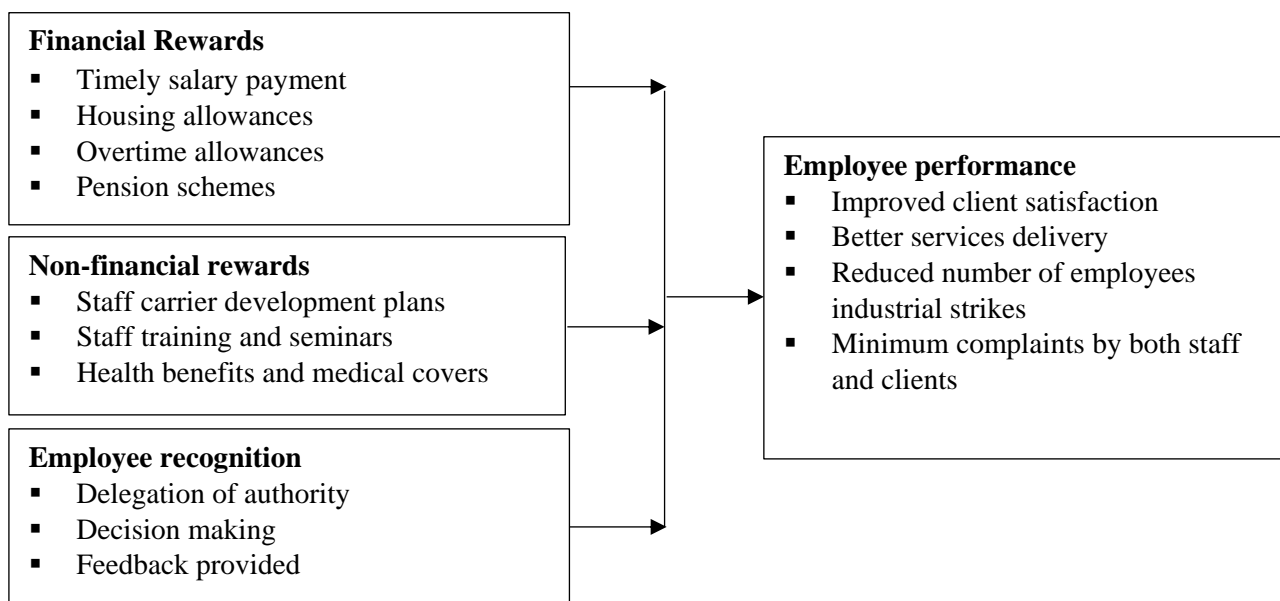 Financial Rewards
▪ Timely salary payment
▪ Housing allowances
▪ Overtime allowances
▪ Pension schemes
Non-financial rewards
▪ Staff carrier development plans
▪ Staff training and seminars
▪ Health benefits and medical covers
Employee recognition
▪ Delegation of authority
▪ Decision making
▪ Feedback provided
Employee performance
▪ Improved client satisfaction
▪ Better services delivery
▪ Reduced number of employees
industrial strikes
▪ Minimum complaints by both staff
and clients